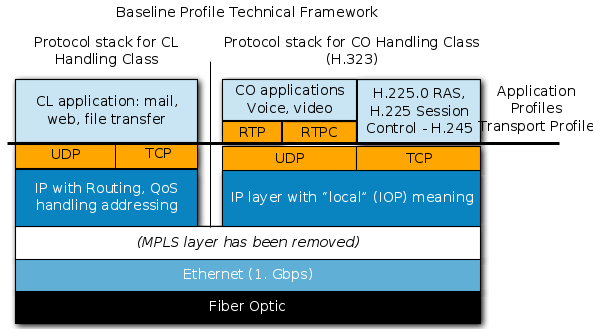 Baseline Profile Technical Framework
Protocol stack for CL
Handling Class
Protocol stack for CO Handling Class
(H.323)
CL application: mail,
web, file transfer
CO applications
Voice, video
H.225.0 RAS,
H.225 Session
Control - H.245
RTP
RTPC
Application
Profiles
Transport Profile
UDP
TCP
UDP
TCP
IP with Routing, QoS
handling addressing
IP layer with “local” (IOP) meaning
(MPLS layer has been removed)
Ethernet (1. Gbps)
Fiber Optic